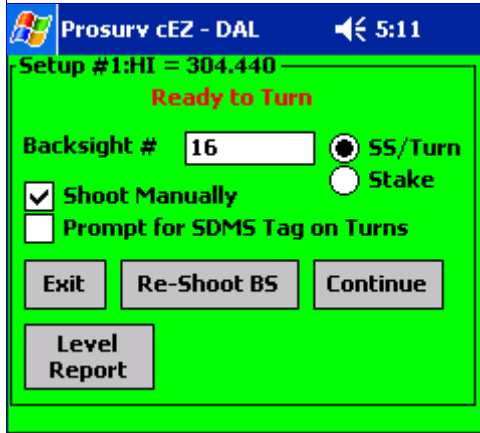 Prosurv cEZ - DAL 5:11
Setup #1:HI = 304.440
Ready to Turn
Backsight # 16 SS/Turn
Stake
Shoot Manually
Prompt for SDMS Tag on Turns
Exit Re-Shoot BS Continue
Level
Report